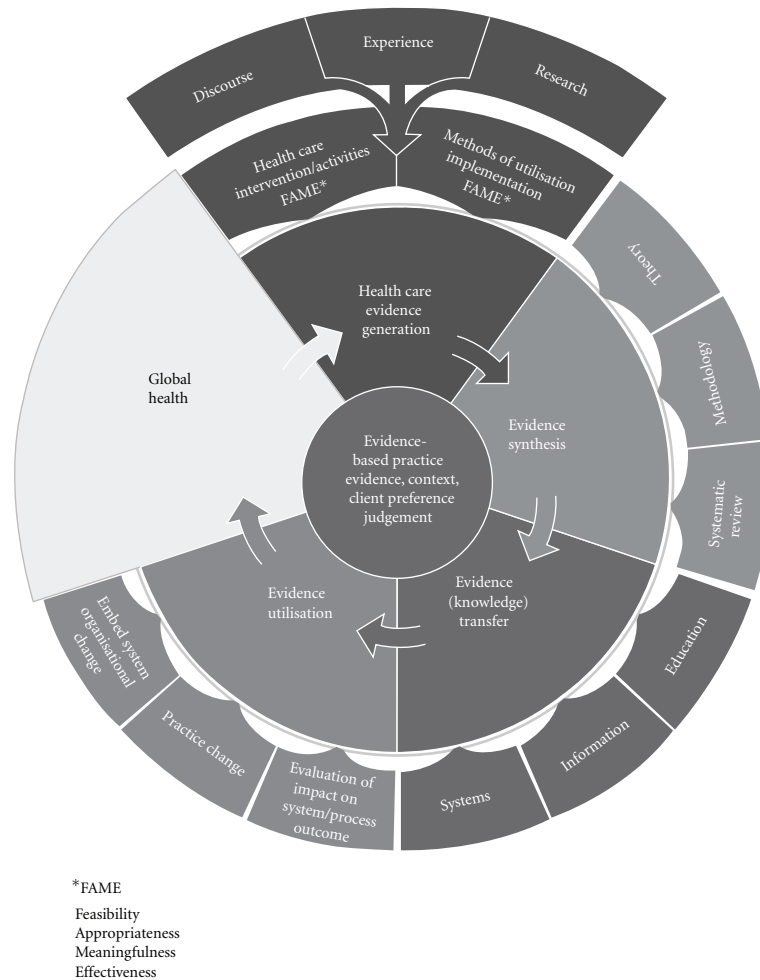 Experience
Discourse
Research
Health care
intervention/activities
FAME*
Methods of utilisation
implementation
FAME*
Theory
Methodology
Systematic
review
Health care
evidence
generation
Global
health
Evidence
synthesis
Evidence-
based practice
evidence, context,
client preference
judgement
Evidence
utilisation
Evidence
(knowledge)
transfer
Education
Information
Systems
Evaluation of
impact on
system/process
outcome
Practice change
Embed system
organisational
change
*FAME
Feasibility
Appropriateness
Meaningfulness
Effectiveness